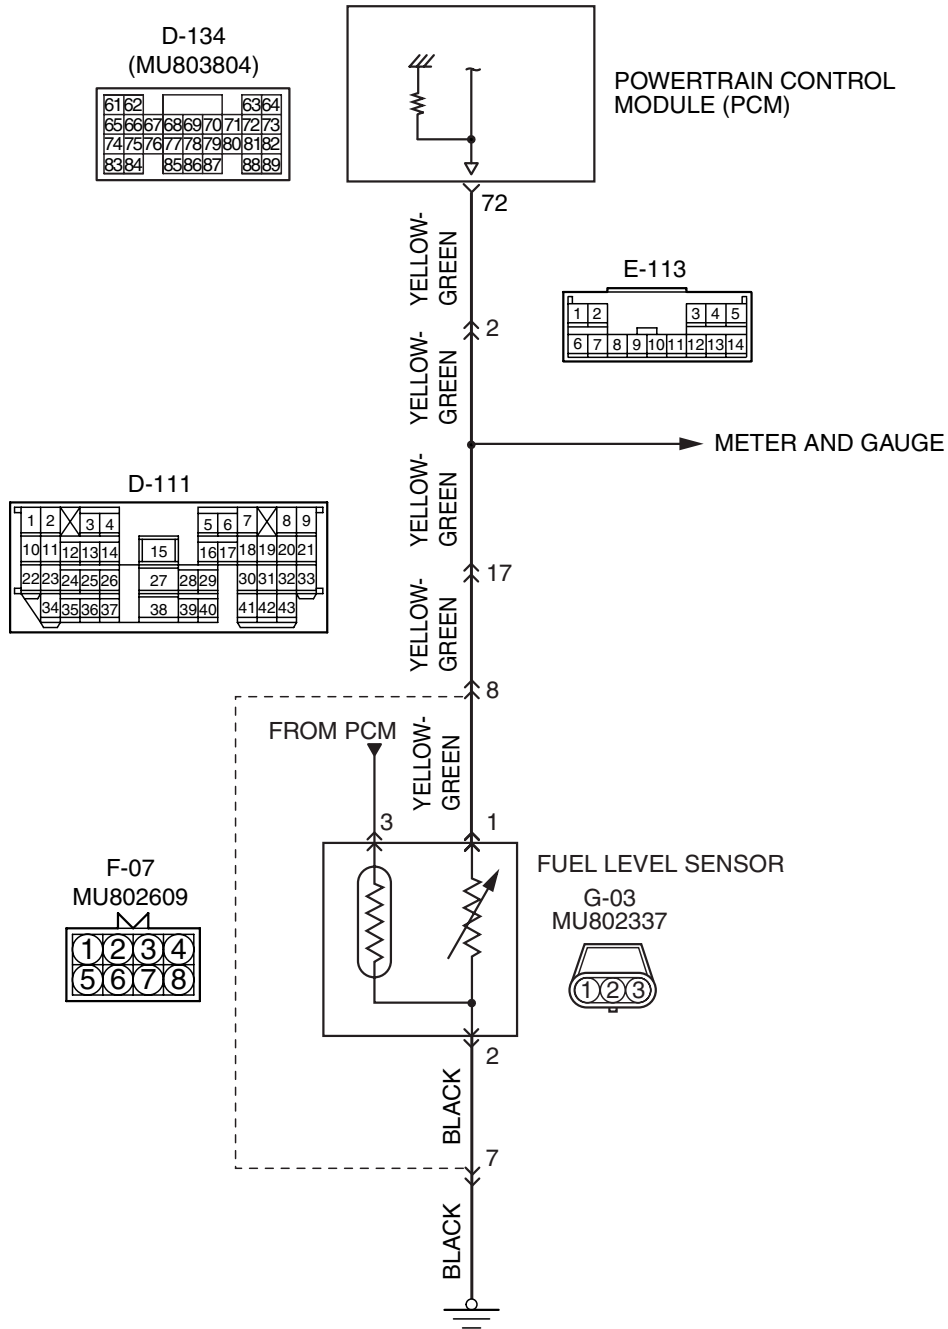 D-134
(MU803804)
61 62 63 64
65 66 67 68 69 70 71 72 73
74 75 76 77 78 79 80 81 82
83 84 85 86 87 88 89
POWERTRAIN CONTROL
MODULE (PCM)
72
YELLOW-
GREEN
E-113
1 2 3 4 5
6 7 8 9 10 11 12 13 14
2
YELLOW-
GREEN
METER AND GAUGE
D-111
1 2 3 4 5 6 7 8 9
10 11 12 13 14 15 16 17 18 19 20 21
22 23 24 25 26 27 28 29 30 31 32 33
34 35 36 37 38 39 40 41 42 43
YELLOW-
GREEN
17
YELLOW-
GREEN
8
FROM PCM
YELLOW-
GREEN
3
1
F-07
MU802609
1 2 3 4
5 6 7 8
FUEL LEVEL SENSOR
G-03
MU802337
1 2 3
2
BLACK
7
BLACK